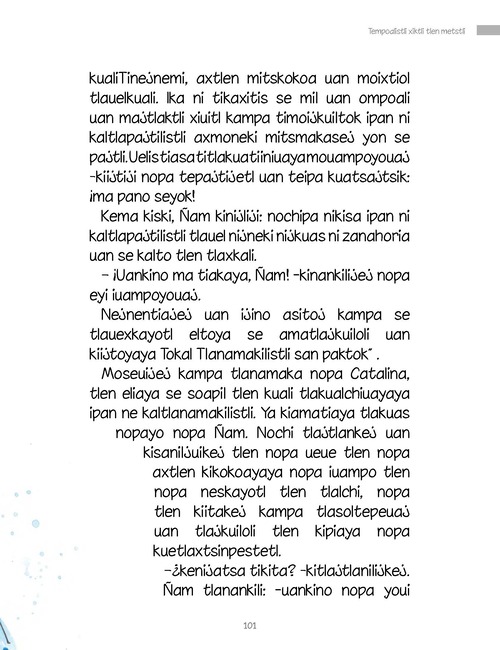 Tempoalistli xiktli tlen metstli
kualiTinejnemi, axtlen mitskokoa uan moixtiol
tlauelkuali. Ika ni tikaxitis se mil uan ompoali
uan majtlaktli xiuitl kampa timoijkuiltok ipan ni
kaltlapajtilistli axmoneki mitsmakasej yon se
pajtli.Uelistiasatitlakuatiiniuayamouampoyouaj
-kiijtiji nopa tepajtijetl uan teipa kuatsajtsik:
¡ma pano seyok!
Kema kiski, Ñam kinijliji: nochipa nikisa ipan ni
kaltlapajtilistli tlauel nijneki nijkuas ni zanahoria
uan se kalto tlen tlaxkali.
– ¡Uankino ma tiakaya, Ñam! -kinankilijej nopa
eyi iuampoyouaj.
Nejnentiajej uan ijino asitoj kampa se
tlauexkayotl eltoya se amatlajkuiloli uan
kiijtoyaya Tokal Tlanamakilistli san paktok" .
Moseuijej kampa tlanamaka nopa Catalina,
tlen eliaya se soapil tlen kuali tlakualchiuayaya
ipan ne kaltlanamakilistli. Ya kiamatiaya tlakuas
nopayo nopa Ñam. Nochi tlajtlankej uan
kisaniljuikej tlen nopa ueue tlen nopa
axtlen kikokoayaya nopa iuampo tlen
nopa neskayotl tlen tlalchi, nopa
tlen kiitakej kampa tlasoltepeuaj
uan tlajkuiloli tlen kipiaya nopa
kuetlaxtsinpestetl.
–¿kenijatsa tikita? -kitlajtlanilijkej.
Ñam tlanankili: -uankino nopa youi
101